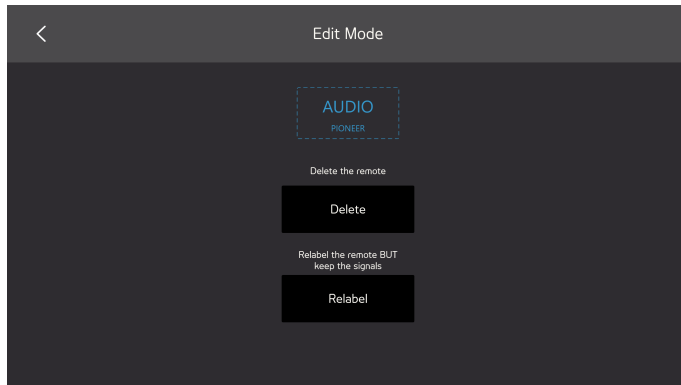 Edit Mode
AUDIO
PIONEER
Delete the remote
Delete
Relabel the remote BUT
keep the signals
Relabel